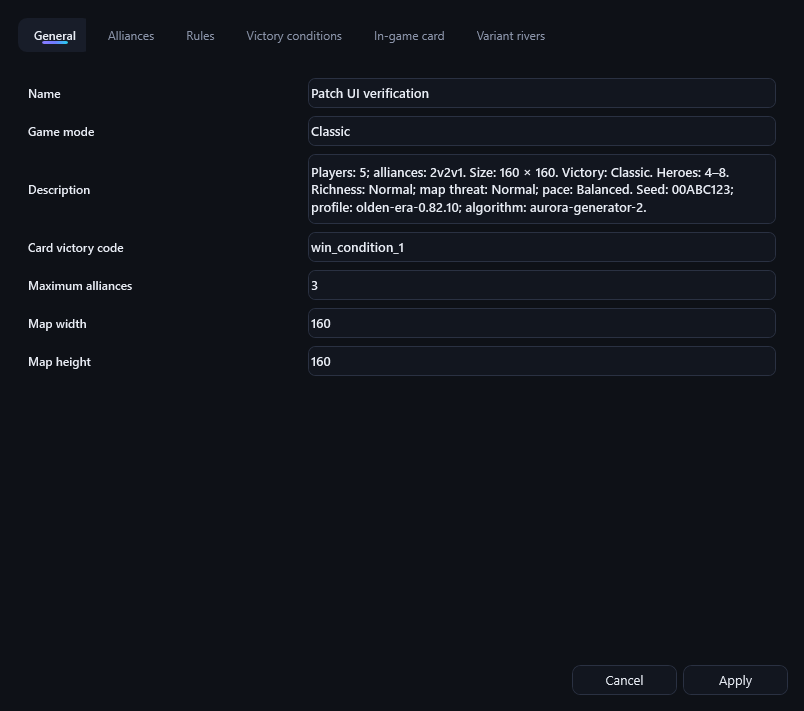 General Alliances Rules Victory conditions In-game card Variant rivers
Name Patch UI verification
Game mode Classic
Description Players: 5; alliances: 2v2v1. Size: 160 × 160. Victory: Classic. Heroes: 4–8.
Richness: Normal; map threat: Normal; pace: Balanced. Seed: 00ABC123;
profile: olden-era-0.82.10; algorithm: aurora-generator-2.
Card victory code win_condition_1
Maximum alliances 3
Map width 160
Map height 160
Cancel Apply